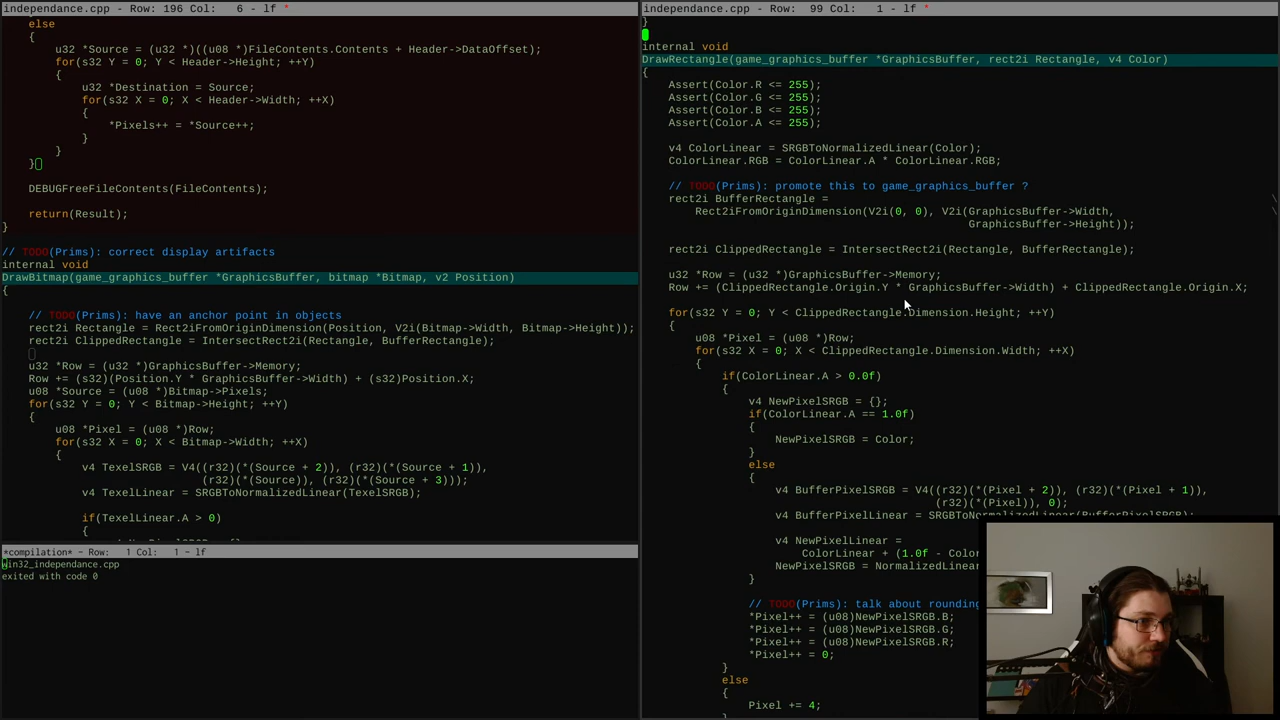 independance.cpp - Row: 196 Col:   6 - lf *
else
{
u32 *Source = (u32 *)((u08 *)FileContents.Contents + Header->DataOffset);
for(s32 Y = 0; Y < Header->Height; ++Y)
{
u32 *Destination = Source;
for(s32 X = 0; X < Header->Width; ++X)
{
*Pixels++ = *Source++;
}
}
}
DEBUGFreeFileContents(FileContents);
return(Result);
}
// TODO(Prims): correct display artifacts
internal void
DrawBitmap(game_graphics_buffer *GraphicsBuffer, bitmap *Bitmap, v2 Position)
{
// TODO(Prims): have an anchor point in objects
rect2i Rectangle = Rect2iFromOriginDimension(Position, V2i(Bitmap->Width, Bitmap->Height));
rect2i ClippedRectangle = IntersectRect2i(Rectangle, BufferRectangle);
u32 *Row = (u32 *)GraphicsBuffer->Memory;
Row += (s32)(Position.Y * GraphicsBuffer->Width) + (s32)Position.X;
u08 *Source = (u08 *)Bitmap->Pixels;
for(s32 Y = 0; Y < Bitmap->Height; ++Y)
{
u08 *Pixel = (u08 *)Row;
for(s32 X = 0; X < Bitmap->Width; ++X)
{
v4 TexelSRGB = V4((r32)(*(Source + 2)), (r32)(*(Source + 1)),
(r32)(*(Source)), (r32)(*(Source + 3)));
v4 TexelLinear = SRGBToNormalizedLinear(TexelSRGB);
if(TexelLinear.A > 0)
{
*compilation* - Row:   1 Col:   1 - lf
win32_independance.cpp
exited with code 0
independance.cpp - Row:  99 Col:   1 - lf *
}
internal void
DrawRectangle(game_graphics_buffer *GraphicsBuffer, rect2i Rectangle, v4 Color)
{
Assert(Color.R <= 255);
Assert(Color.G <= 255);
Assert(Color.B <= 255);
Assert(Color.A <= 255);
v4 ColorLinear = SRGBToNormalizedLinear(Color);
ColorLinear.RGB = ColorLinear.A * ColorLinear.RGB;
// TODO(Prims): promote this to game_graphics_buffer ?
rect2i BufferRectangle =
Rect2iFromOriginDimension(V2i(0, 0), V2i(GraphicsBuffer->Width,
GraphicsBuffer->Height));
rect2i ClippedRectangle = IntersectRect2i(Rectangle, BufferRectangle);
u32 *Row = (u32 *)GraphicsBuffer->Memory;
Row += (ClippedRectangle.Origin.Y * GraphicsBuffer->Width) + ClippedRectangle.Origin.X;
for(s32 Y = 0; Y < ClippedRectangle.Dimension.Height; ++Y)
{
u08 *Pixel = (u08 *)Row;
for(s32 X = 0; X < ClippedRectangle.Dimension.Width; ++X)
{
if(ColorLinear.A > 0.0f)
{
v4 NewPixelSRGB = {};
if(ColorLinear.A == 1.0f)
{
NewPixelSRGB = Color;
}
else
{
v4 BufferPixelSRGB = V4((r32)(*(Pixel + 2)), (r32)(*(Pixel + 1)),
(r32)(*(Pixel)), 0);
v4 BufferPixelLinear = SRGBToNormalizedLinear(BufferPixelSRGB);
v4 NewPixelLinear =
ColorLinear + (1.0f - Color
NewPixelSRGB = Normalized
}
// TODO(Prims): talk about rounding
*Pixel++ = (u08)NewPixelSRGB.B;
*Pixel++ = (u08)NewPixelSRGB.G;
*Pixel++ = (u08)NewPixelSRGB.R;
*Pixel++ = 0;
}
else
{
Pixel += 4;